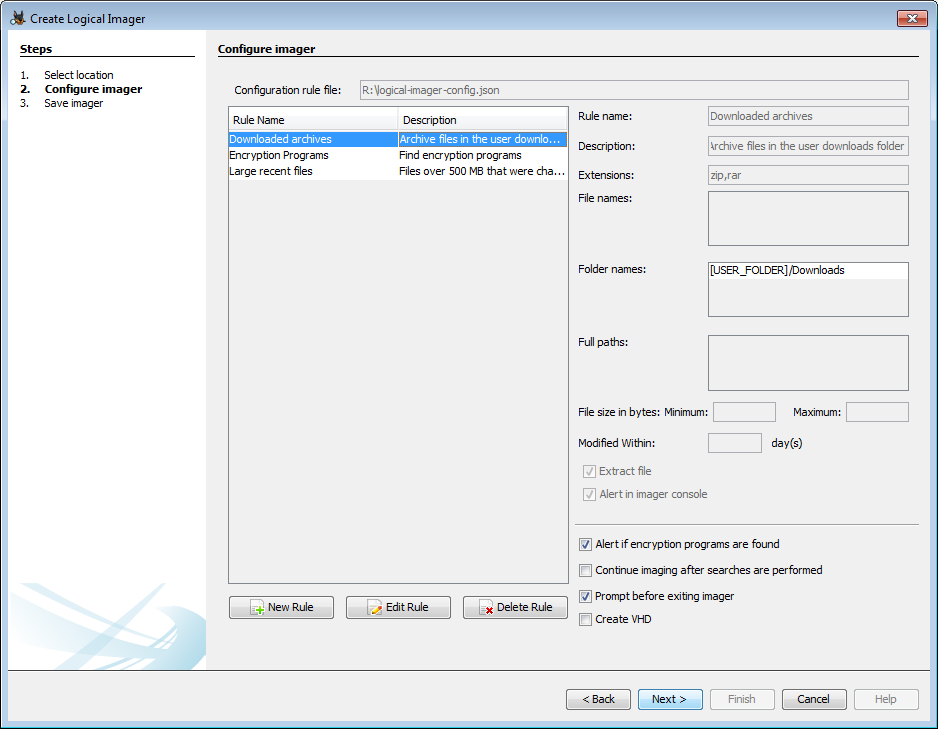 Create Logical Imager
Steps
1. Select location
2. Configure imager
3. Save imager
Configure imager
Configuration rule file: R:\logical-imager-config.json
Rule Name Description
Downloaded archives Archive files in the user downlo...
Encryption Programs Find encryption programs
Large recent files Files over 500 MB that were cha...
New Rule Edit Rule Delete Rule
Rule name: Downloaded archives
Description: Archive files in the user downloads folder
Extensions: zip,rar
File names:
Folder names: [USER_FOLDER]/Downloads
Full paths:
File size in bytes: Minimum: Maximum:
Modified Within: day(s)
Extract file
Alert in imager console
Alert if encryption programs are found
Continue imaging after searches are performed
Prompt before exiting imager
Create VHD
< Back Next > Finish Cancel Help